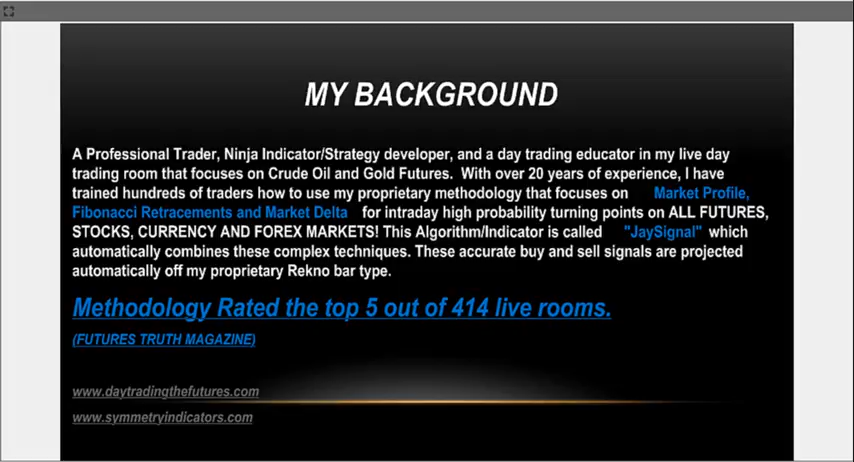 MY BACKGROUND
A Professional Trader, Ninja Indicator/Strategy developer, and a day trading educator in my live day
trading room that focuses on Crude Oil and Gold Futures. With over 20 years of experience, I have
trained hundreds of traders how to use my proprietary methodology that focuses on Market Profile,
Fibonacci Retracements and Market Delta for intraday high probability turning points on ALL FUTURES,
STOCKS, CURRENCY AND FOREX MARKETS! This Algorithm/Indicator is called "JaySignal" which
automatically combines these complex techniques. These accurate buy and sell signals are projected
automatically off my proprietary Rekno bar type.
Methodology Rated the top 5 out of 414 live rooms.
(FUTURES TRUTH MAGAZINE)
www.daytradingthefutures.com
www.symmetryindicators.com